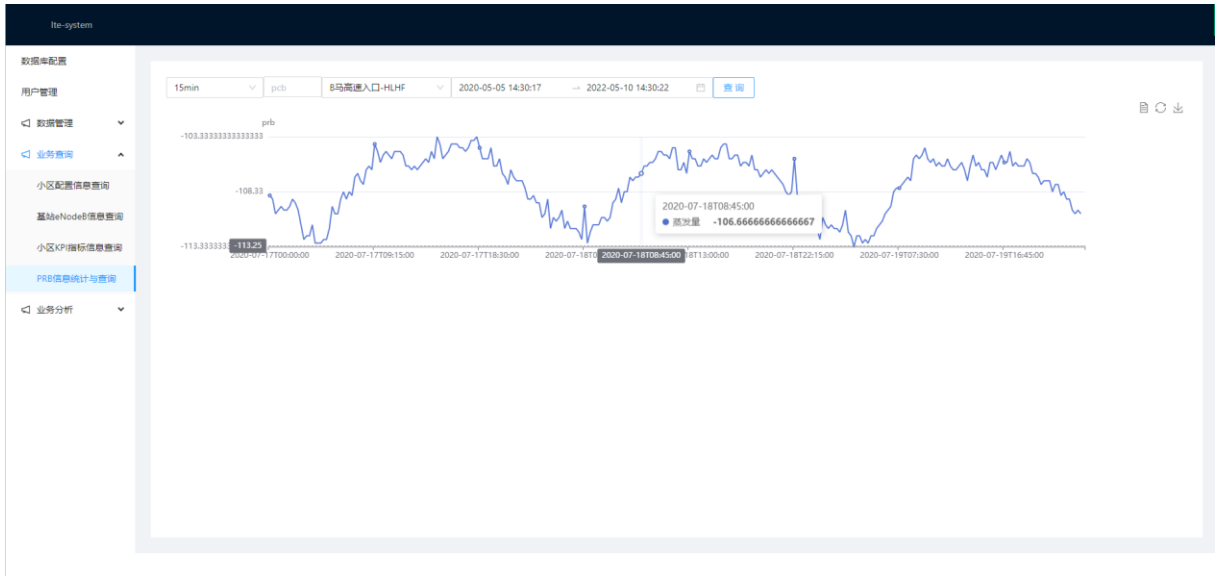 lte-system
数据库配置
用户管理
数据管理
业务查询
小区配置信息查询
基站eNodeB信息查询
小区KPI指标信息查询
PRB信息统计与查询
业务分析
15min pcb B马高速入口-HLHF 2020-05-05 14:30:17 → 2022-05-10 14:30:22 查 询
prb
-103.33333333333333
-108.33
-113.333333
-113.25
2020-07-18T08:45:00
蒸发量 -106.66666666666667
2020-07-17T00:00:00 2020-07-17T09:15:00 2020-07-17T18:30:00 2020-07-18T0 2020-07-18T08:45:00 18T13:00:00 2020-07-18T22:15:00 2020-07-19T07:30:00 2020-07-19T16:45:00